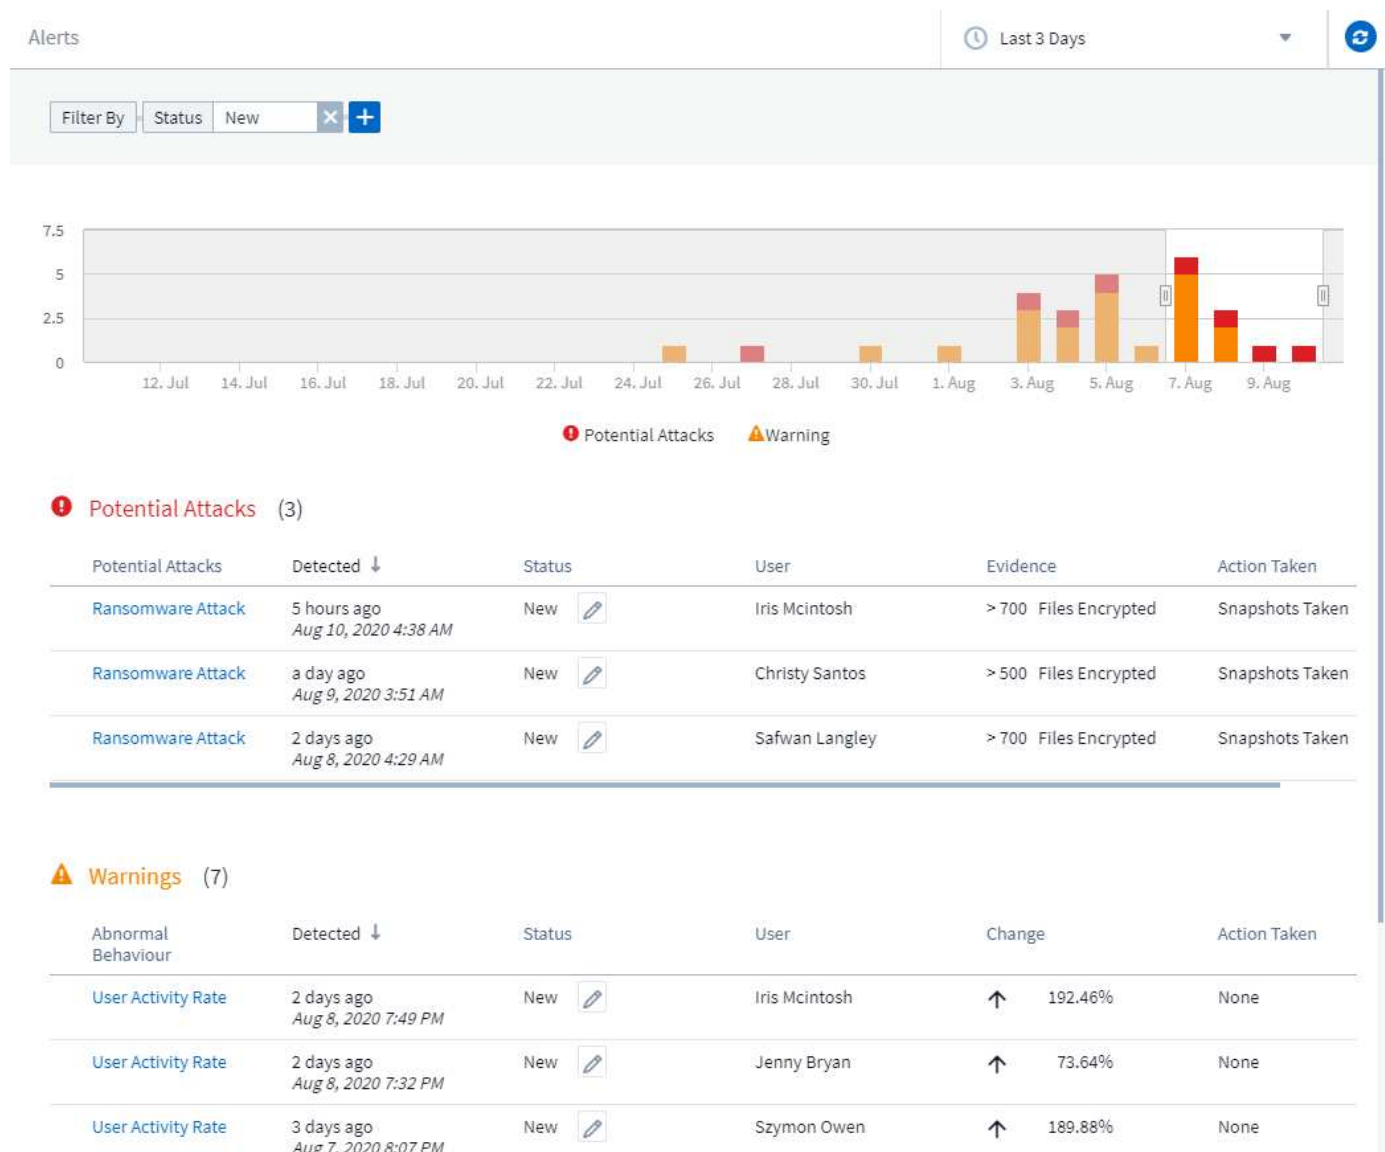 Alerts
Last 3 Days
Filter By Status New
7.5
5
2.5
0
12. Jul 14. Jul 16. Jul 18. Jul 20. Jul 22. Jul 24. Jul 26. Jul 28. Jul 30. Jul 1. Aug 3. Aug 5. Aug 7. Aug 9. Aug
Potential Attacks Warning
Potential Attacks (3)
Potential Attacks Detected ↓ Status User Evidence Action Taken
Ransomware Attack 5 hours ago New Iris Mcintosh > 700 Files Encrypted Snapshots Taken
Aug 10, 2020 4:38 AM
Ransomware Attack a day ago New Christy Santos > 500 Files Encrypted Snapshots Taken
Aug 9, 2020 3:51 AM
Ransomware Attack 2 days ago New Safwan Langley > 700 Files Encrypted Snapshots Taken
Aug 8, 2020 4:29 AM
Warnings (7)
Abnormal Detected ↓ Status User Change Action Taken
Behaviour
User Activity Rate 2 days ago New Iris Mcintosh ↑ 192.46% None
Aug 8, 2020 7:49 PM
User Activity Rate 2 days ago New Jenny Bryan ↑ 73.64% None
Aug 8, 2020 7:32 PM
User Activity Rate 3 days ago New Szymon Owen ↑ 189.88% None
Aug 7, 2020 8:07 PM